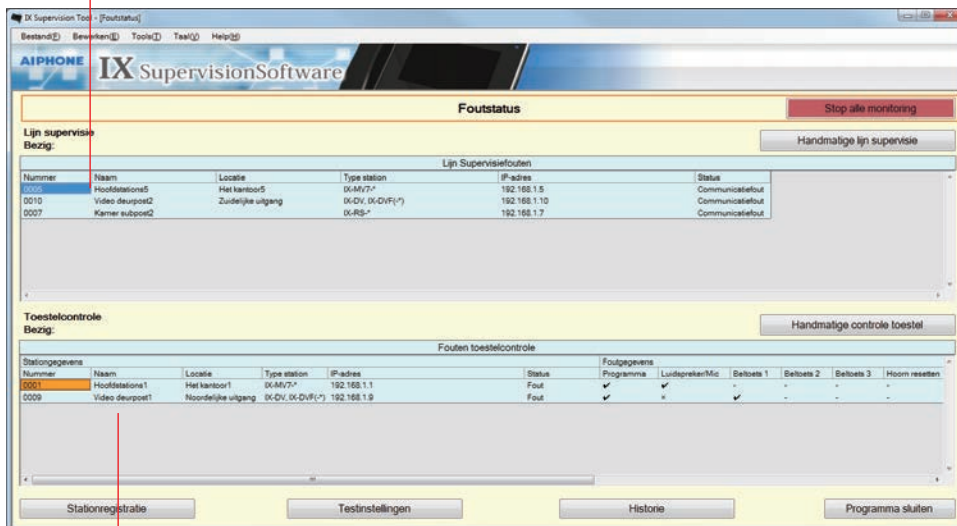 IX Supervision Tool - [Foutstatus]
Bestand(F) Bewerken(E) Tools(T) Taal(V) Help(H)
AIPHONE IX SupervisionSoftware
Foutstatus
Stop alle monitoring
Lijn supervisie
Bezig:
Handmatige lijn supervisie
Lijn Supervisiefouten
Nummer Naam Locatie Type station IP-adres Status
0005 Hoofdstations5 Het kantoor5 IX-MV7-* 192.168.1.5 Communicatiefout
0010 Video deurpost2 Zuidelijke uitgang IX-DV, IX-DVF(-*) 192.168.1.10 Communicatiefout
0007 Kamer subpost2 IX-RS-* 192.168.1.7 Communicatiefout
Toestelcontrole
Bezig:
Handmatige controle toestel
Fouten toestelcontrole
Stationgegevens Foutgegevens
Nummer Naam Locatie Type station IP-adres Status Programma Luidspreker/Mic Beltoets 1 Beltoets 2 Beltoets 3 Hoorn resetten
0001 Hoofdstations1 Het kantoor1 IX-MV7-* 192.168.1.1 Fout ✔ ✔ - - - -
0009 Video deurpost1 Noordelijke uitgang IX-DV, IX-DVF(-*) 192.168.1.9 Fout ✔ × ✔ - - -
Stationregistratie Testinstellingen Historie Programma sluiten